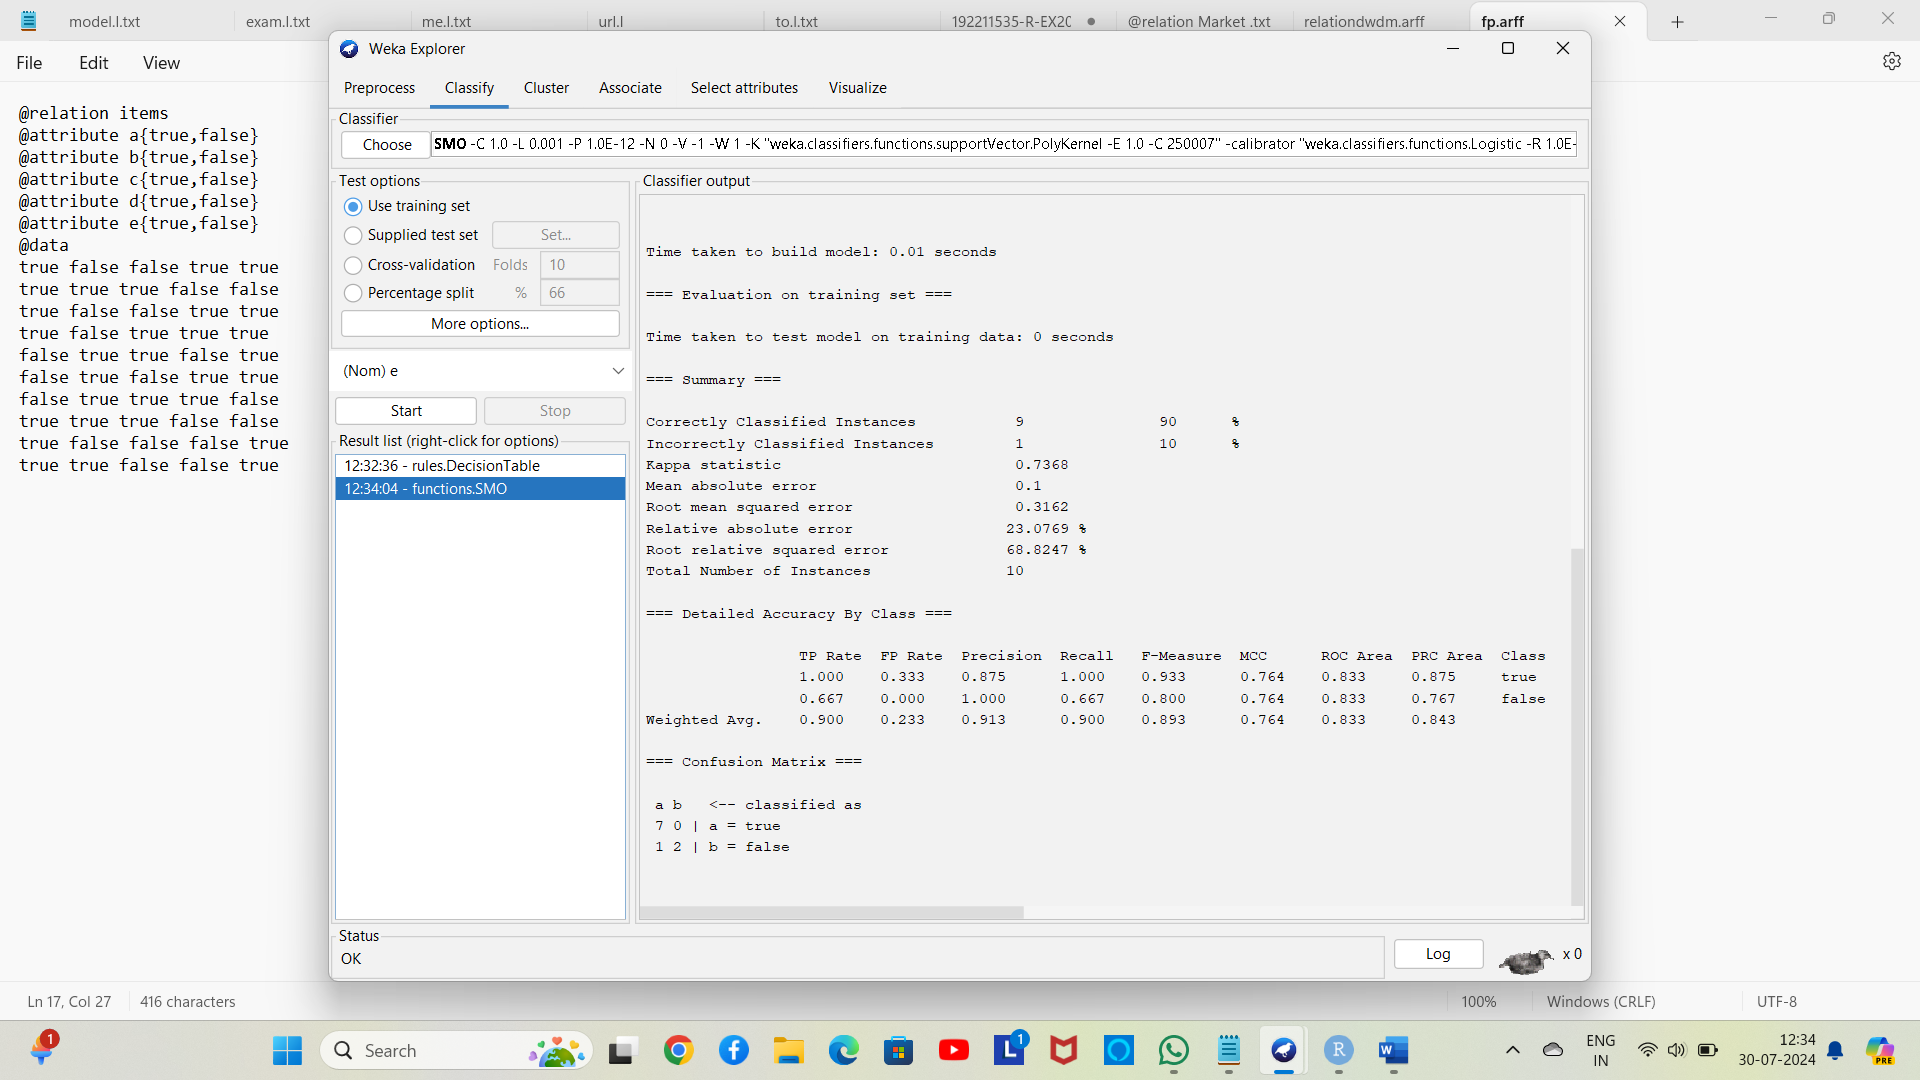 model.l.txt
exam.l.txt
me.l.txt
url.l
to.l.txt
192211535-R-EX20
@relation Market .txt
relationdwdm.arff
fp.arff
File
Edit
View
@relation items
@attribute a{true,false}
@attribute b{true,false}
@attribute c{true,false}
@attribute d{true,false}
@attribute e{true,false}
@data
true false false true true
true true true false false
true false false true true
true false true true true
false true true false true
false true false true true
false true true true false
true true true false false
true false false false true
true true false false true
Weka Explorer
Preprocess
Classify
Cluster
Associate
Select attributes
Visualize
Classifier
Choose
SMO -C 1.0 -L 0.001 -P 1.0E-12 -N 0 -V -1 -W 1 -K "weka.classifiers.functions.supportVector.PolyKernel -E 1.0 -C 250007" -calibrator "weka.classifiers.functions.Logistic -R 1.0E-
Test options
Use training set
Supplied test set
Set...
Cross-validation Folds 10
Percentage split % 66
More options...
(Nom) e
Start
Stop
Result list (right-click for options)
12:32:36 - rules.DecisionTable
12:34:04 - functions.SMO
Classifier output
Time taken to build model: 0.01 seconds
=== Evaluation on training set ===
Time taken to test model on training data: 0 seconds
=== Summary ===
Correctly Classified Instances 9 90 %
Incorrectly Classified Instances 1 10 %
Kappa statistic 0.7368
Mean absolute error 0.1
Root mean squared error 0.3162
Relative absolute error 23.0769 %
Root relative squared error 68.8247 %
Total Number of Instances 10
=== Detailed Accuracy By Class ===
TP Rate FP Rate Precision Recall F-Measure MCC ROC Area PRC Area Class
1.000 0.333 0.875 1.000 0.933 0.764 0.833 0.875 true
0.667 0.000 1.000 0.667 0.800 0.764 0.833 0.767 false
Weighted Avg. 0.900 0.233 0.913 0.900 0.893 0.764 0.833 0.843
=== Confusion Matrix ===
a b <-- classified as
7 0 | a = true
1 2 | b = false
Status
OK
Log
x 0
Ln 17, Col 27
416 characters
100%
Windows (CRLF)
UTF-8
1
Search
L 1
R
W
ENG
IN
12:34
30-07-2024
PRE